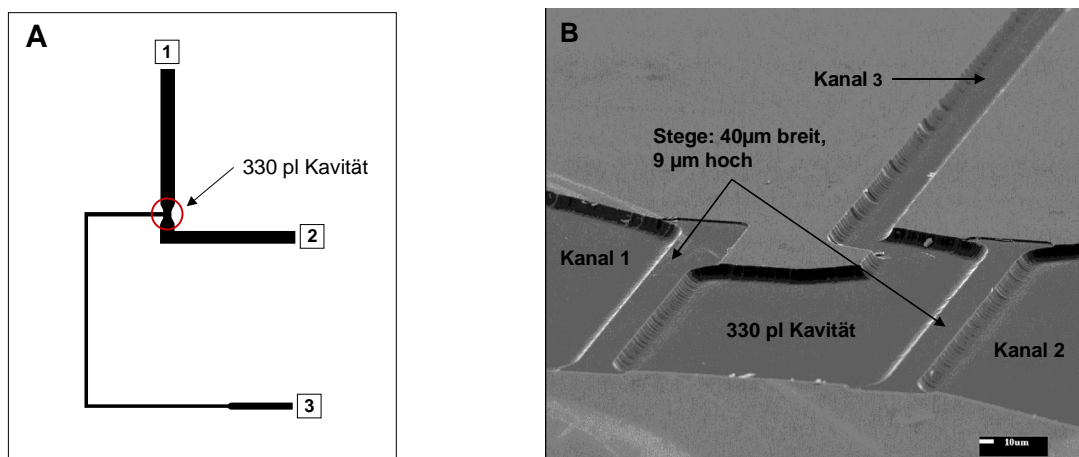 A
1
330 pl Kavität
2
3
B
Kanal 3
Stege: 40µm breit,
9 µm hoch
Kanal 1
330 pl Kavität
Kanal 2
10um